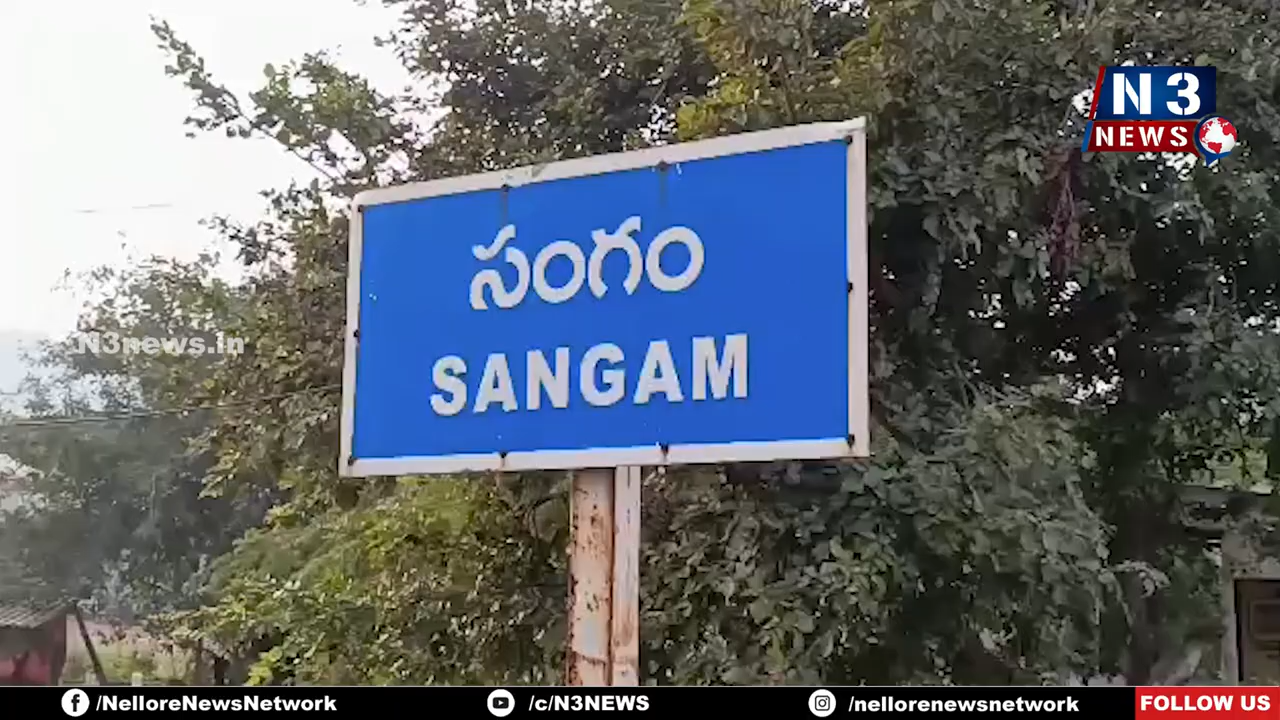 N3
NEWS
సంగం
SANGAM
N3news.in
/NelloreNewsNetwork
/c/N3NEWS
/nellorenewsnetwork
FOLLOW US